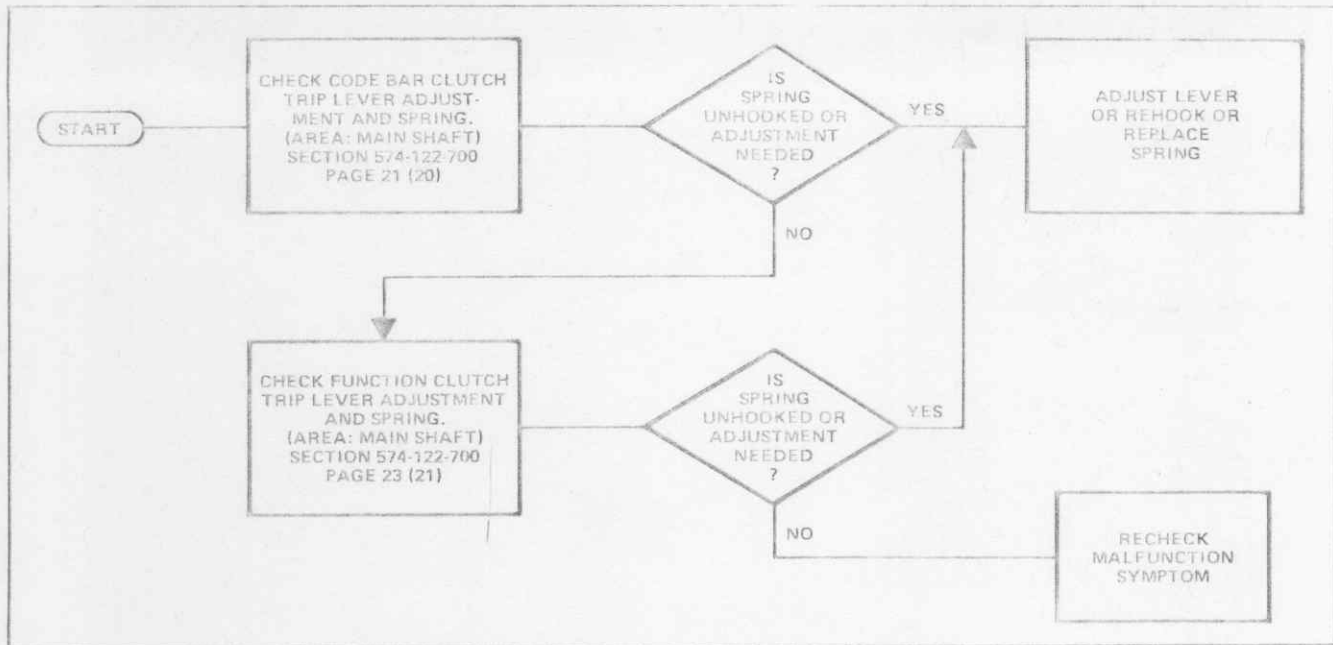 START
CHECK CODE BAR CLUTCH
TRIP LEVER ADJUST-
MENT AND SPRING.
(AREA: MAIN SHAFT)
SECTION 574-122-700
PAGE 21 (20)
IS
SPRING
UNHOOKED OR
ADJUSTMENT
NEEDED
?
YES
ADJUST LEVER
OR REHOOK OR
REPLACE
SPRING
NO
CHECK FUNCTION CLUTCH
TRIP LEVER ADJUSTMENT
AND SPRING.
(AREA: MAIN SHAFT)
SECTION 574-122-700
PAGE 23 (21)
IS
SPRING
UNHOOKED OR
ADJUSTMENT
NEEDED
?
YES
NO
RECHECK
MALFUNCTION
SYMPTOM